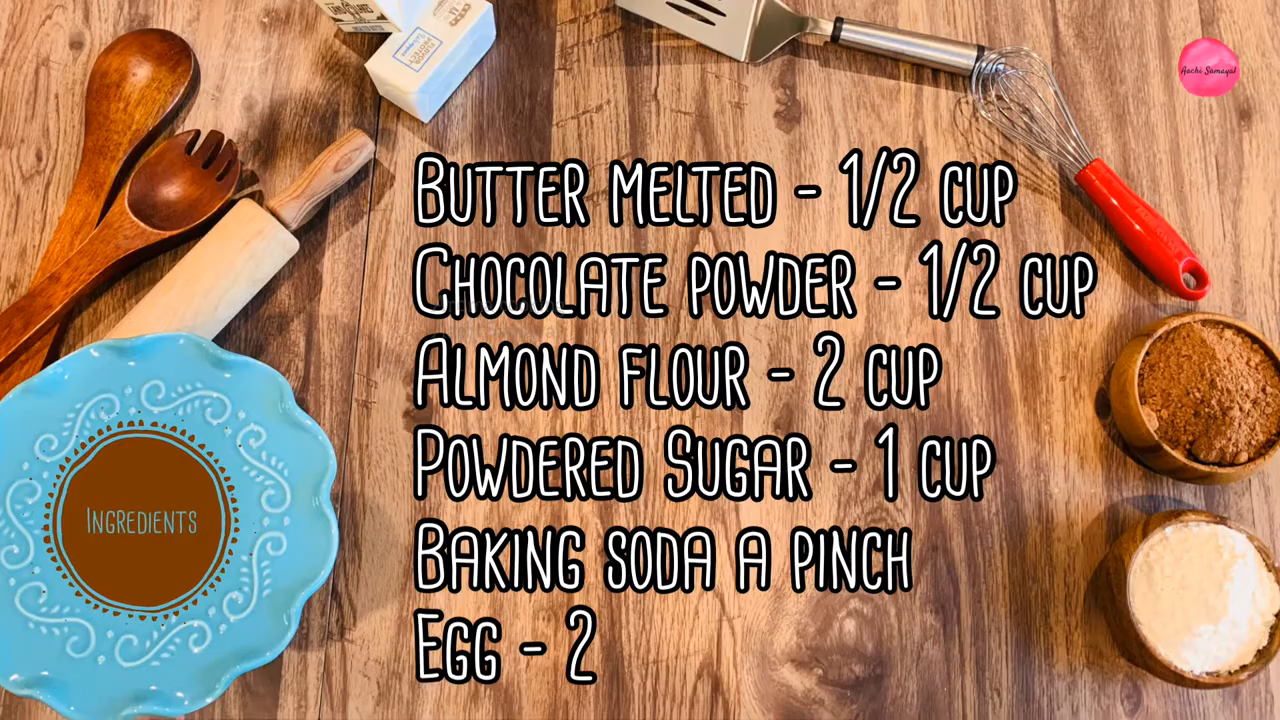 Aachi Samayal
Butter melted - 1/2 cup
Chocolate powder - 1/2 cup
Almond flour - 2 cup
Powdered Sugar - 1 cup
Baking soda a pinch
Egg - 2
Ingredients